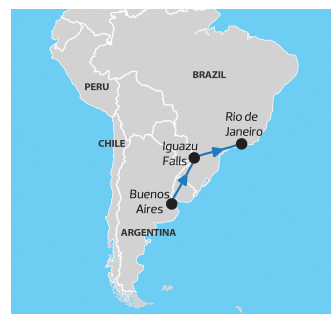 BRAZIL
PERU
Rio de
Janeiro
CHILE
Iguazu
Falls
Buenos
Aires
ARGENTINA